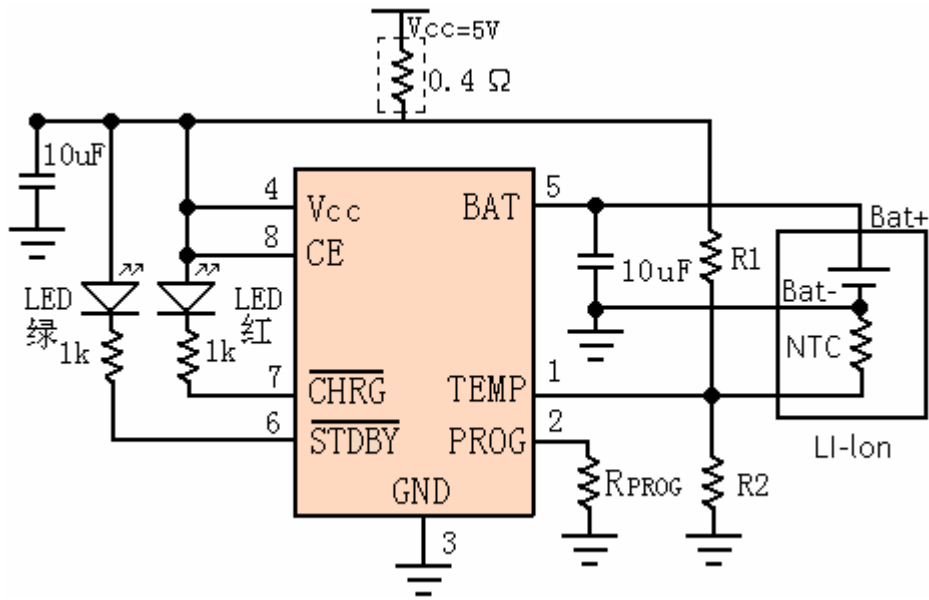 Vcc=5V
0.4 Ω
10uF
4
Vcc
BAT
5
Bat+
8
CE
10uF
R1
Bat-
LED
绿
LED
红
1k
1k
NTC
7
CHRG
TEMP
1
6
STDBY
PROG
2
LI-lon
RPROG
R2
GND
3